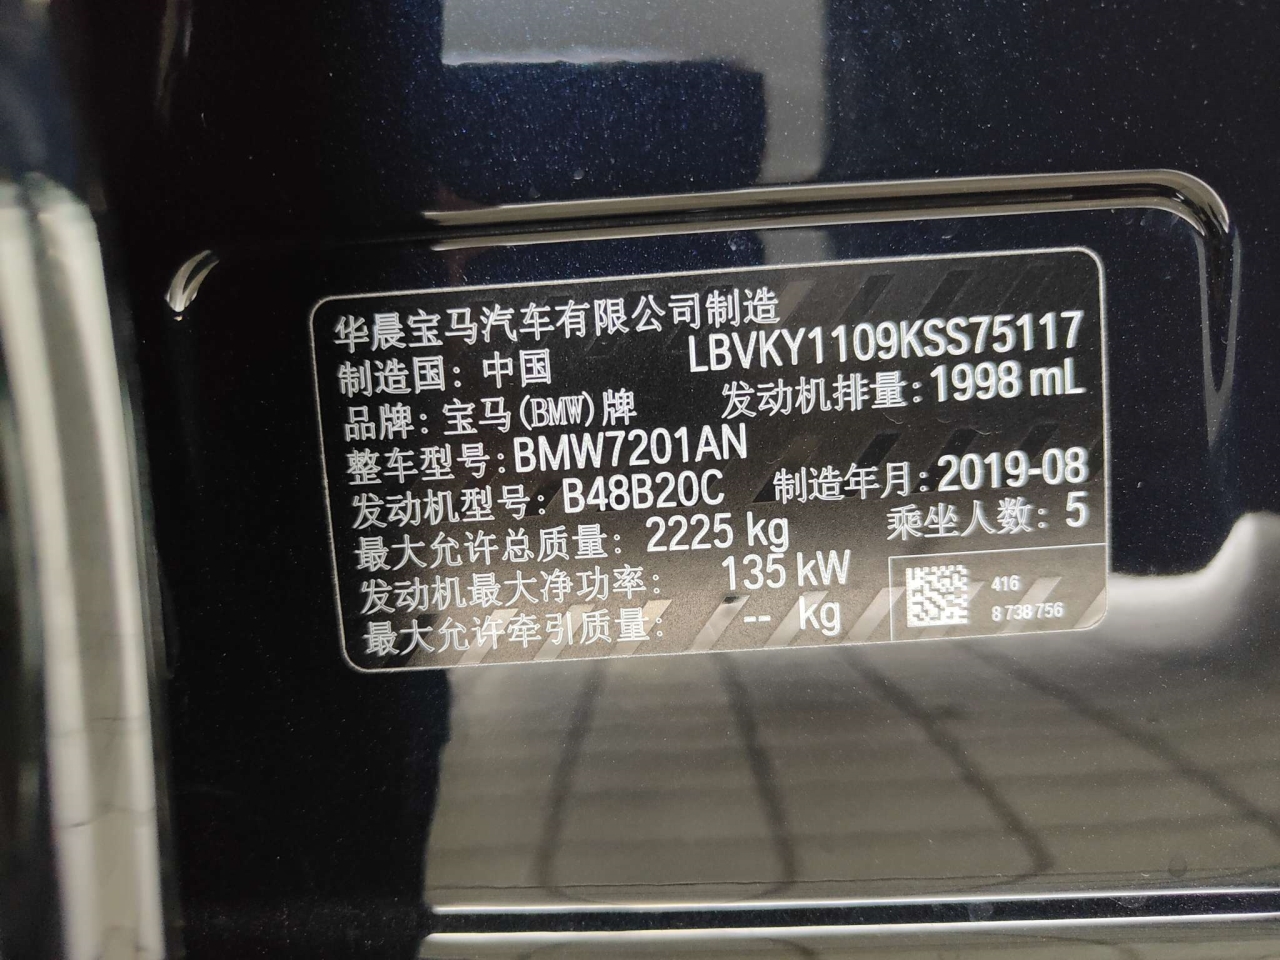 华晨宝马汽车有限公司制造
LBVKY1109KSS75117
制造国：中国
发动机排量：1998 mL
品牌：宝马(BMW)牌
整车型号：BMW7201AN
制造年月：2019-08
发动机型号：B48B20C
乘坐人数：5
最大允许总质量：2225 kg
发动机最大净功率：135 kW
最大允许牵引质量：-- kg
416
8 738 756